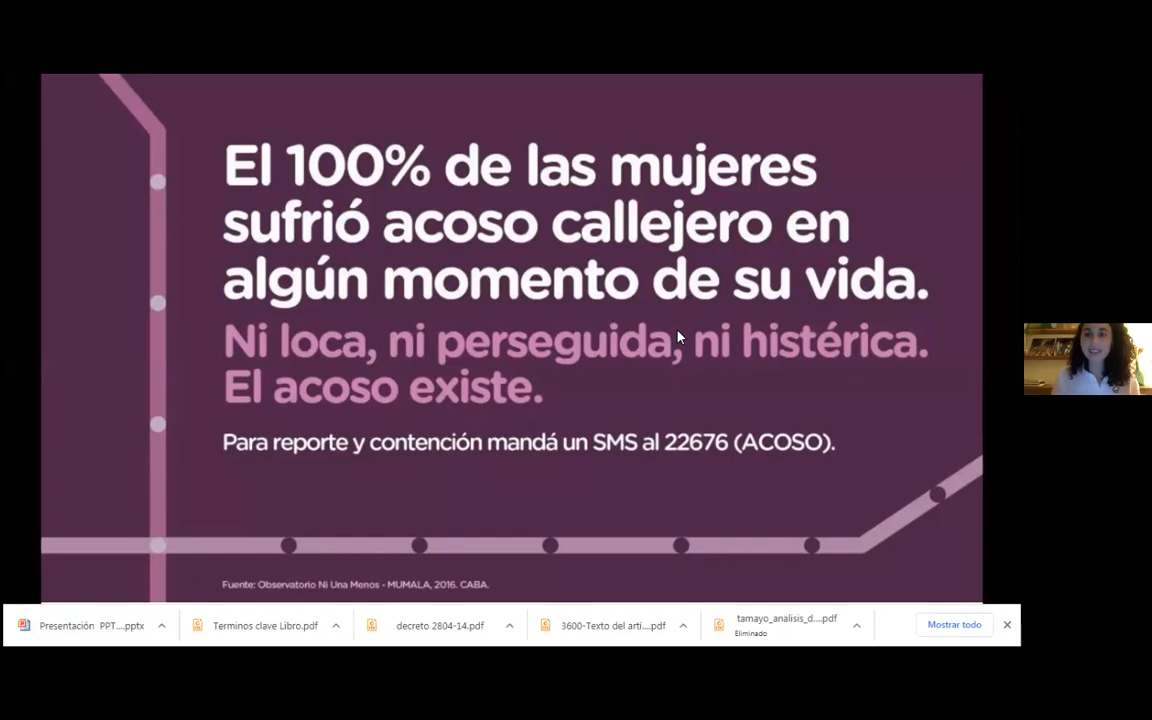 El 100% de las mujeres
sufrió acoso callejero en
algún momento de su vida.
Ni loca, ni perseguida, ni histérica.
El acoso existe.
Para reporte y contención mandá un SMS al 22676 (ACOSO).
Fuente: Observatorio Ni Una Menos - MUMALA, 2016. CABA.
Presentación PPT....pptx
Terminos clave Libro.pdf
decreto 2804-14.pdf
3600-Texto del artí....pdf
tamayo_analisis_d....pdf
Eliminado
Mostrar todo